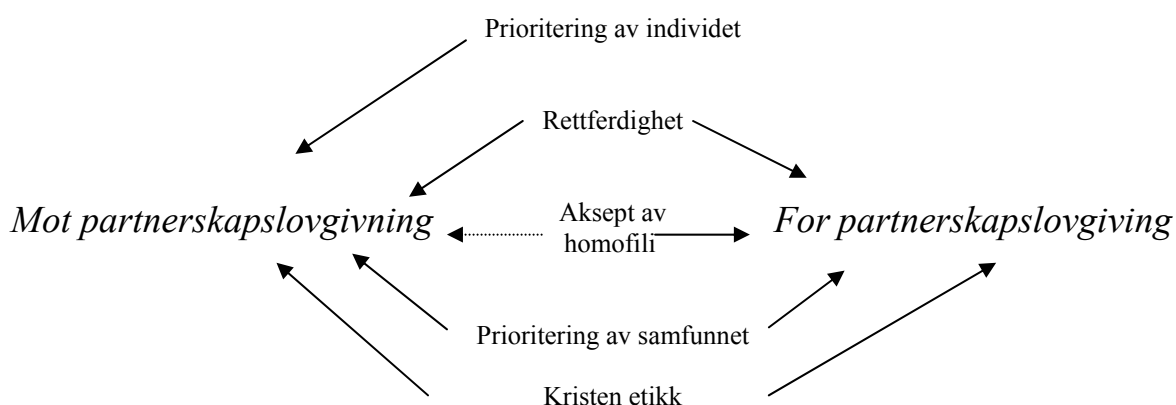 Prioritering av individet
Rettferdighet
Mot partnerskapslovgivning
Aksept av
homofili
For partnerskapslovgiving
Prioritering av samfunnet
Kristen etikk